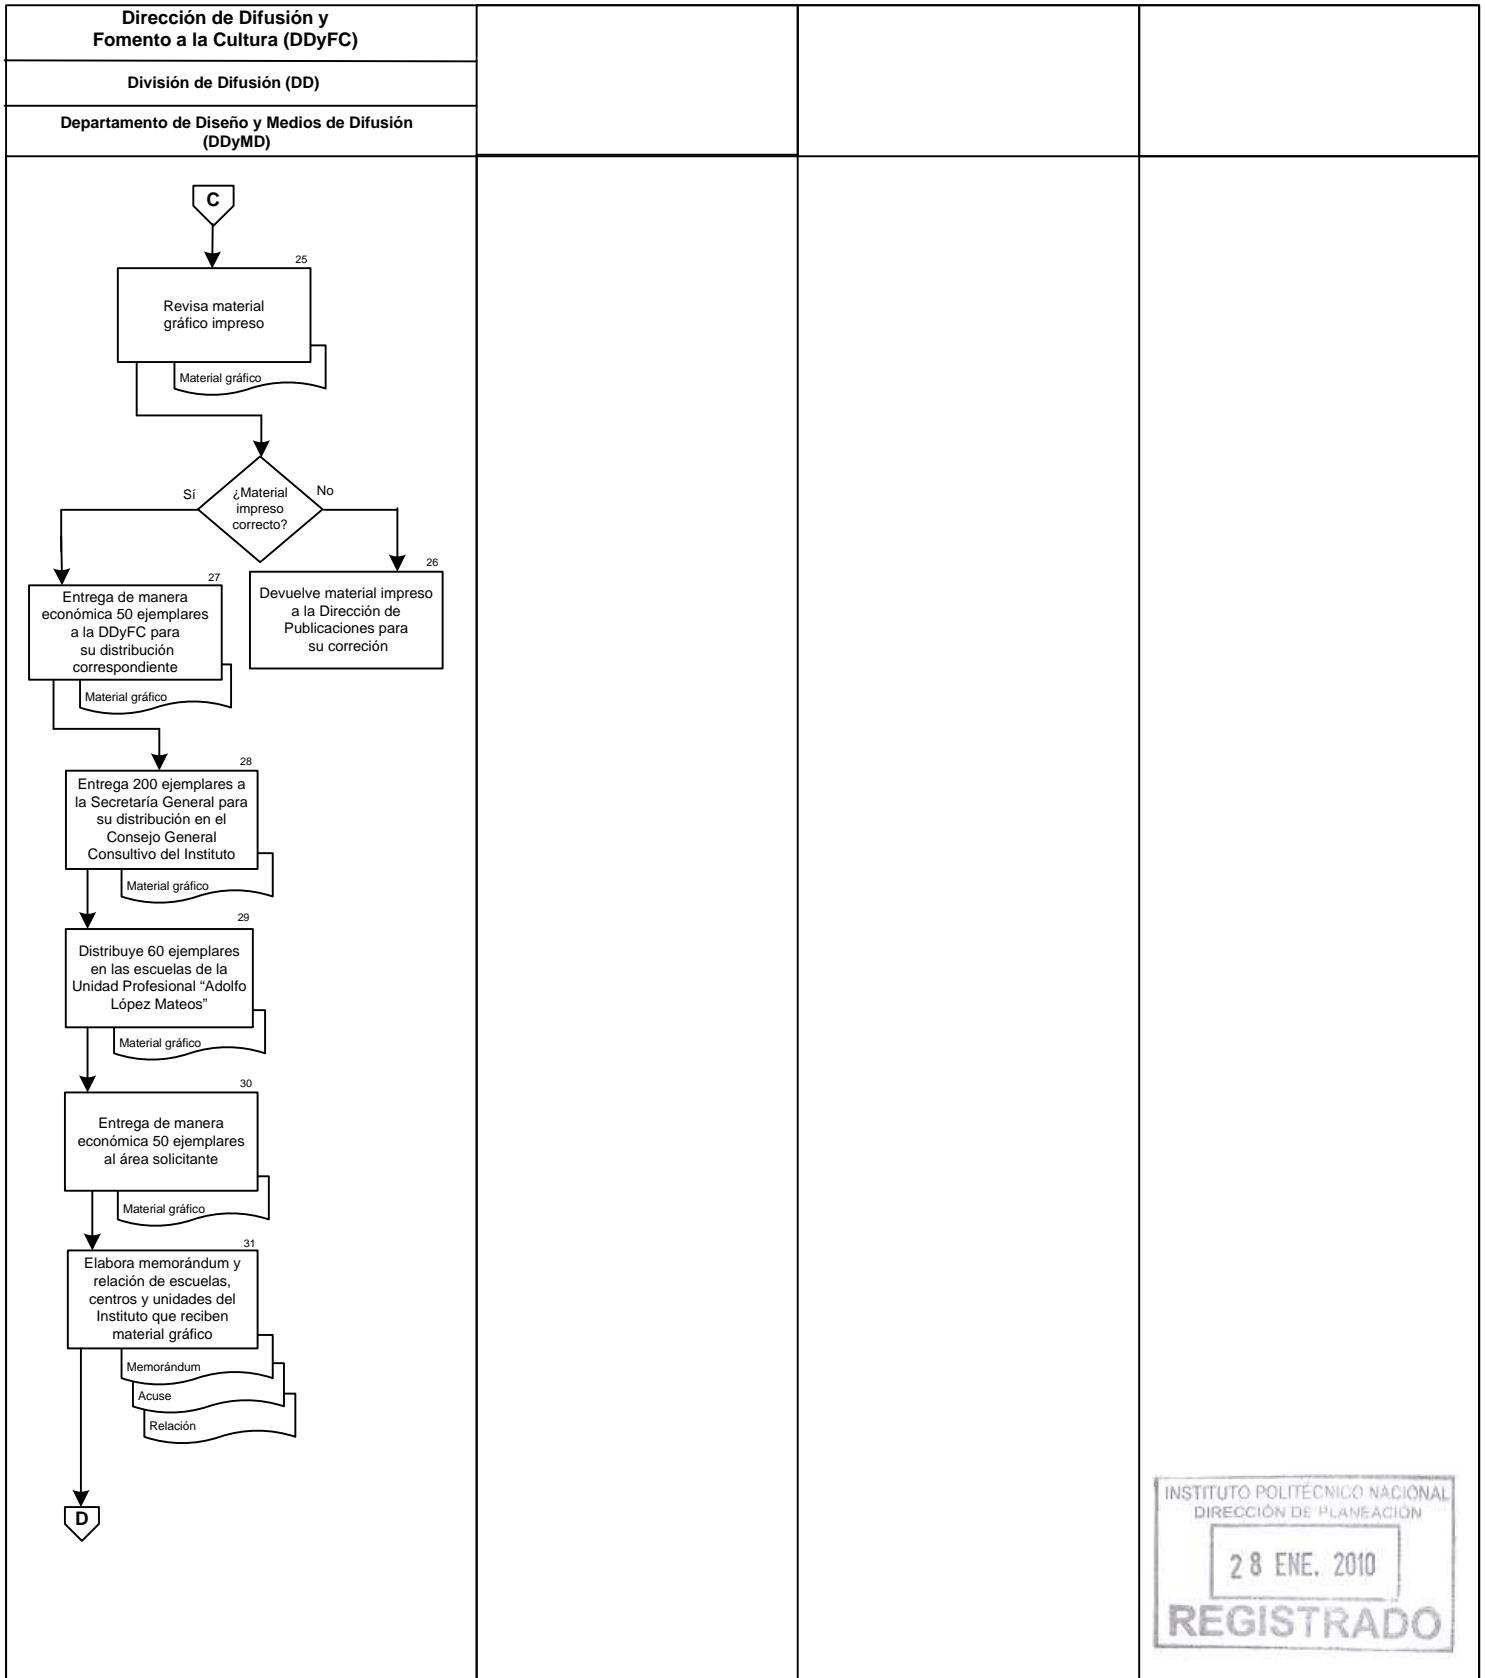 Dirección de Difusión y
Fomento a la Cultura (DDyFC)
División de Difusión (DD)
Departamento de Diseño y Medios de Difusión
(DDyMD)
C
25
Revisa material
gráfico impreso
Material gráfico
Sí
¿Material
impreso
correcto?
No
27
Entrega de manera
económica 50 ejemplares
a la DDyFC para
su distribución
correspondiente
Material gráfico
26
Devuelve material impreso
a la Dirección de
Publicaciones para
su correción
28
Entrega 200 ejemplares a
la Secretaría General para
su distribución en el
Consejo General
Consultivo del Instituto
Material gráfico
29
Distribuye 60 ejemplares
en las escuelas de la
Unidad Profesional “Adolfo
López Mateos”
Material gráfico
30
Entrega de manera
económica 50 ejemplares
al área solicitante
Material gráfico
31
Elabora memorándum y
relación de escuelas,
centros y unidades del
Instituto que reciben
material gráfico
Memorándum
Acuse
Relación
D
INSTITUTO POLITÉCNICO NACIONAL
DIRECCIÓN DE PLANEACIÓN
28 ENE. 2010
REGISTRADO